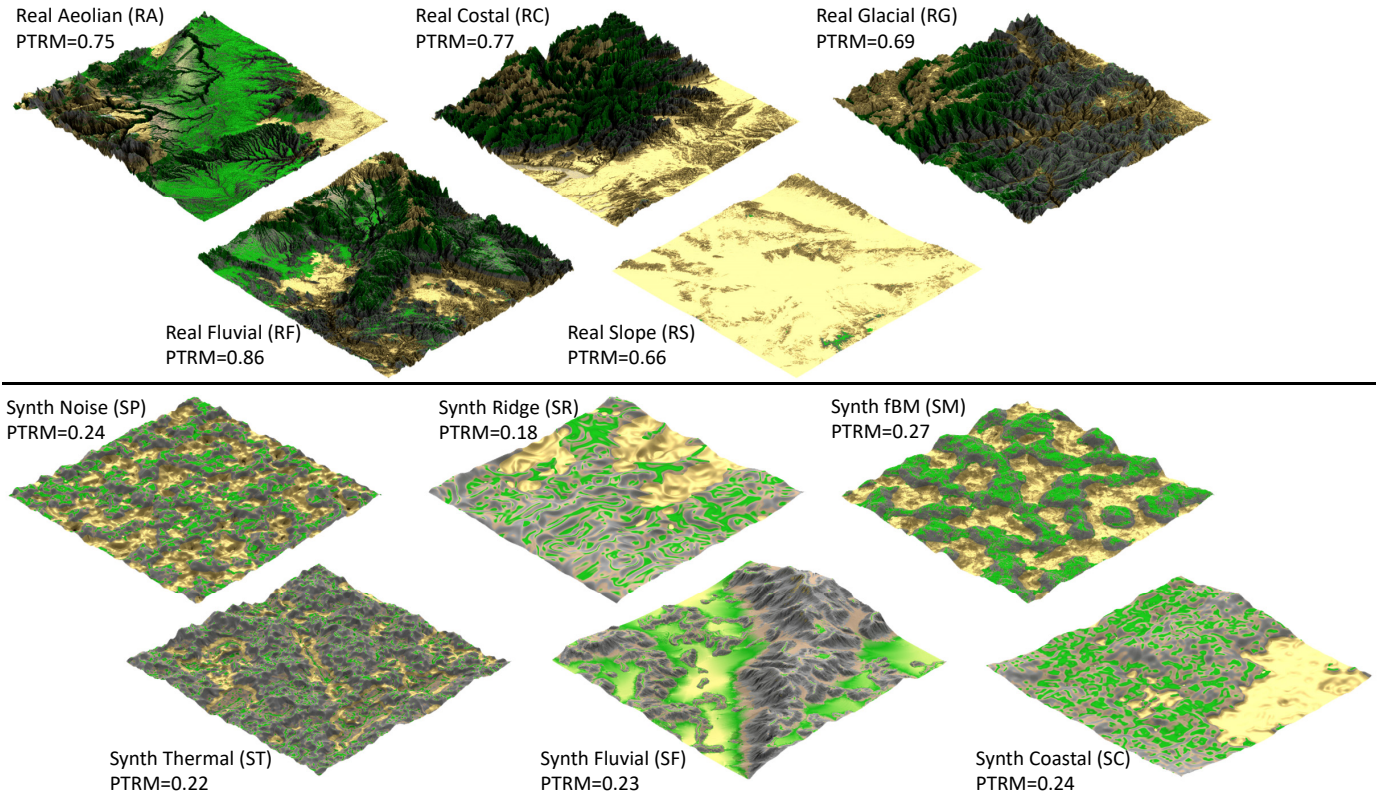 Real Aeolian (RA)
PTRM=0.75
Real Costal (RC)
PTRM=0.77
Real Glacial (RG)
PTRM=0.69
Real Fluvial (RF)
PTRM=0.86
Real Slope (RS)
PTRM=0.66
Synth Noise (SP)
PTRM=0.24
Synth Ridge (SR)
PTRM=0.18
Synth fBM (SM)
PTRM=0.27
Synth Thermal (ST)
PTRM=0.22
Synth Fluvial (SF)
PTRM=0.23
Synth Coastal (SC)
PTRM=0.24